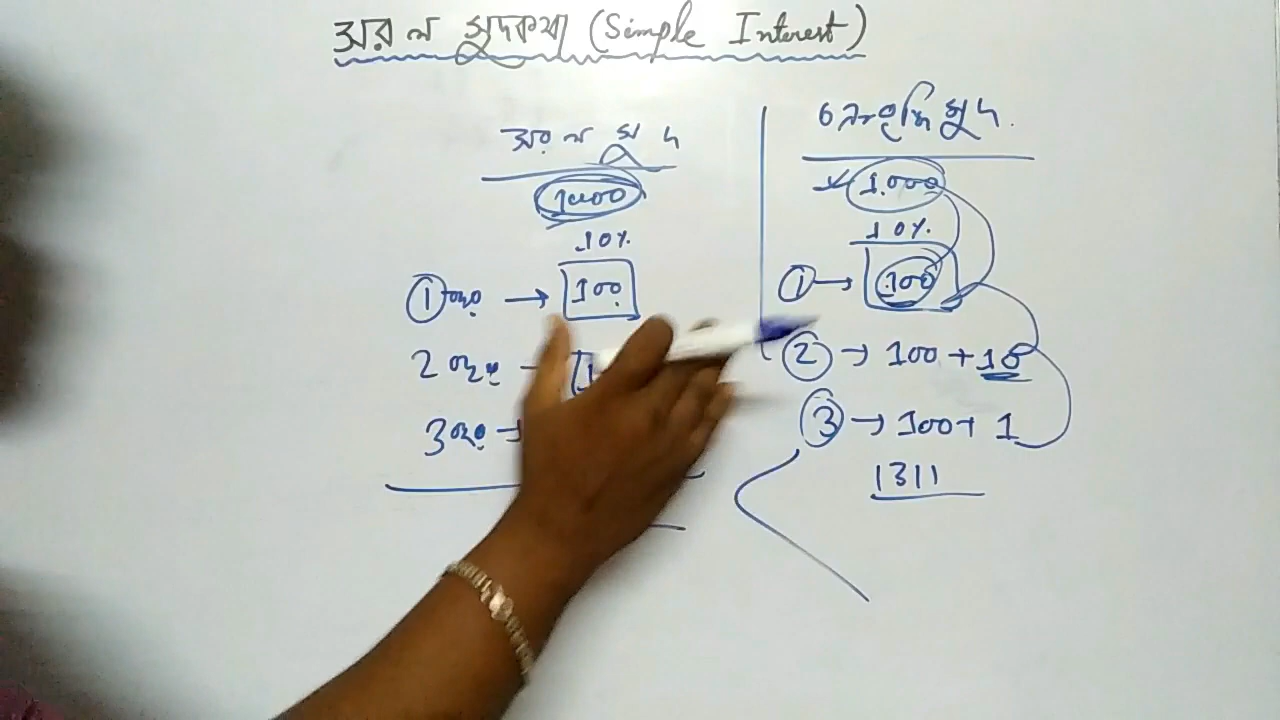 সরল সুদকষা (Simple Interest)
সরল সুদ
1000
10%
① বছর → 100
2 বছর -
3 বছর →
চক্রবৃদ্ধি সুদ
1000
10%
① → 100
② → 100 + 10
③ → 100 + 1
1311